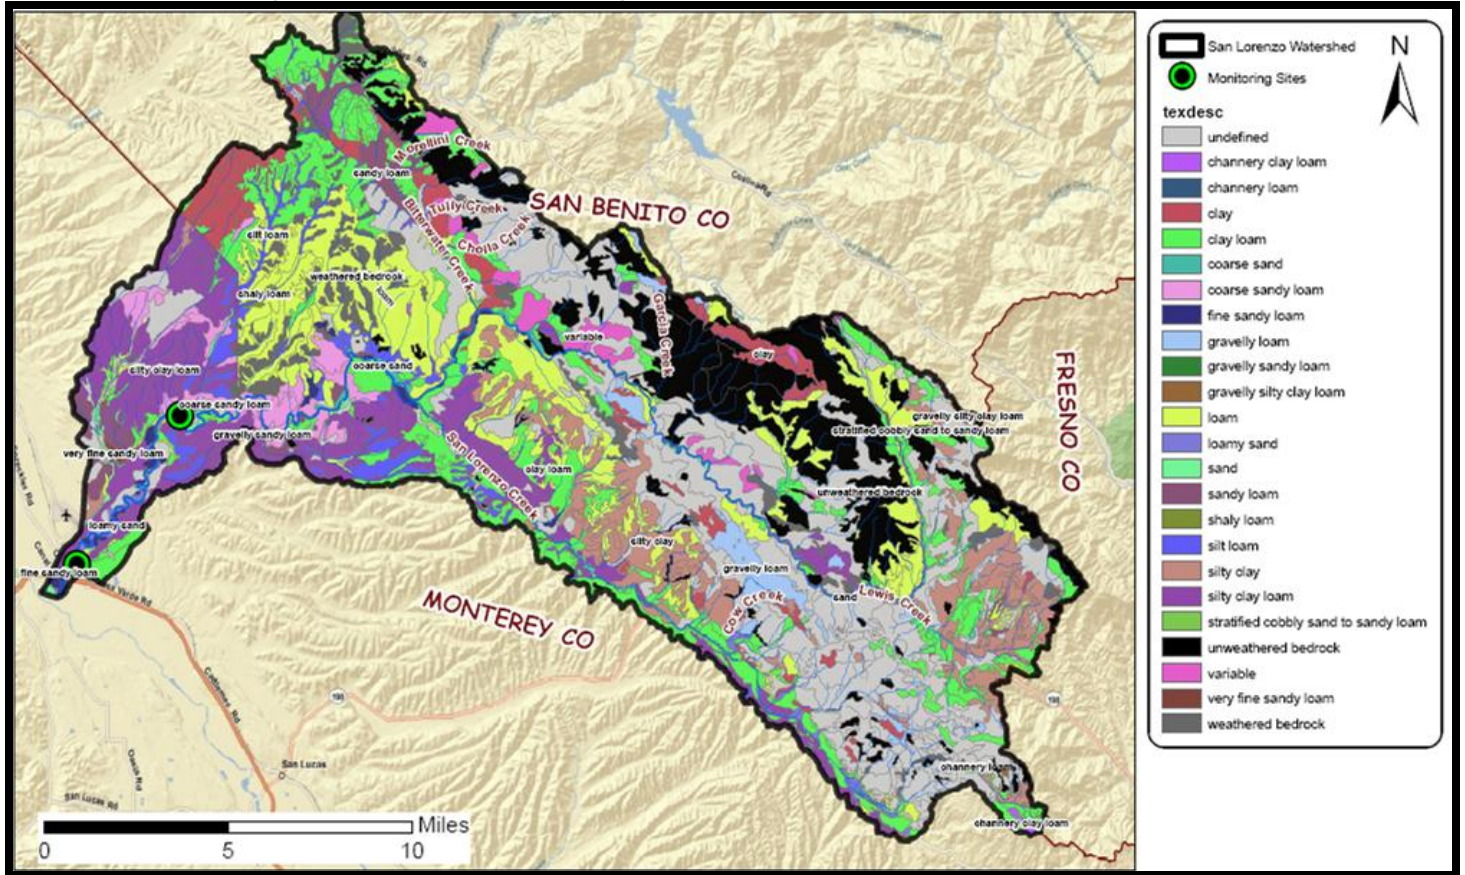 San Lorenzo Watershed
N
Monitoring Sites
texdesc
undefined
channery clay loam
channery loam
clay
clay loam
coarse sand
coarse sandy loam
fine sandy loam
gravelly loam
gravelly sandy loam
gravelly silty clay loam
loam
loamy sand
sand
sandy loam
shaly loam
silt loam
silty clay
silty clay loam
stratified cobbly sand to sandy loam
unweathered bedrock
variable
very fine sandy loam
weathered bedrock
Morellini Creek
sandy loam
Tully Creek
SAN BENITO CO
Bitterwater Creek
Cholla Creek
silt loam
weathered bedrock
loam
shaly loam
Garcia Creek
variable
clay
coarse sand
silty clay loam
FRESNO CO
coarse sandy loam
gravelly silty clay loam
gravelly sandy loam
stratified cobbly sand to sandy loam
very fine sandy loam
San Lorenzo Creek
clay loam
unweathered bedrock
loamy sand
silty clay
fine sandy loam
gravelly loam
sand
Lewis Creek
Cow Creek
MONTEREY CO
198
198
San Lucas
San Lucas Rd
channery loam
channery clay loam
Miles
0
5
10